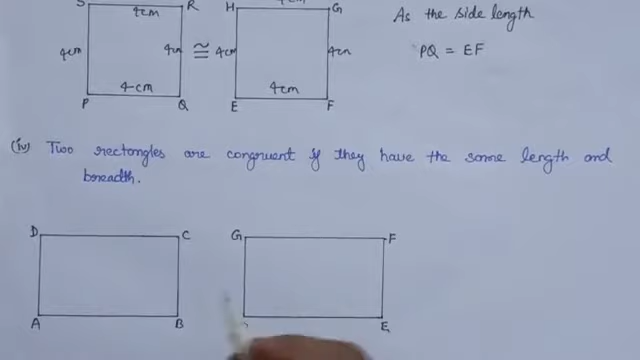 S R
4cm
H G
As the side length
4cm 4cm ≅ 4cm 4cm
PQ = EF
4cm 4cm
P Q E F
(iv) Two rectangles are congruent if they have the same length and
breadth.
D C G F
A B E